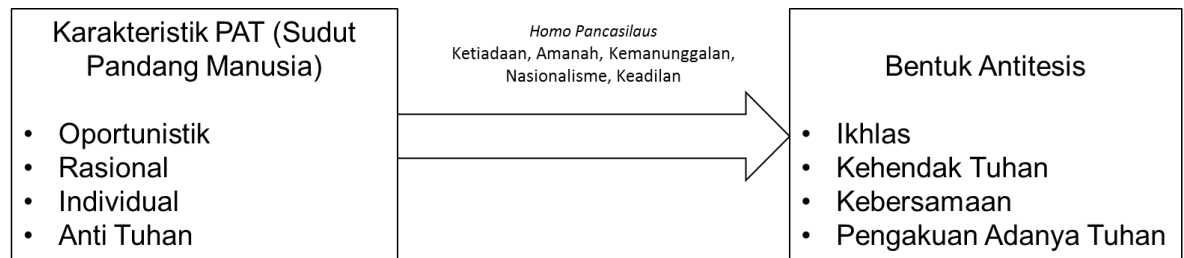 Karakteristik PAT (Sudut
Pandang Manusia)
• Oportunistik
• Rasional
• Individual
• Anti Tuhan
Homo Pancasilaus
Ketiadaan, Amanah, Kemanunggalan,
Nasionalisme, Keadilan
Bentuk Antitesis
• Ikhlas
• Kehendak Tuhan
• Kebersamaan
• Pengakuan Adanya Tuhan